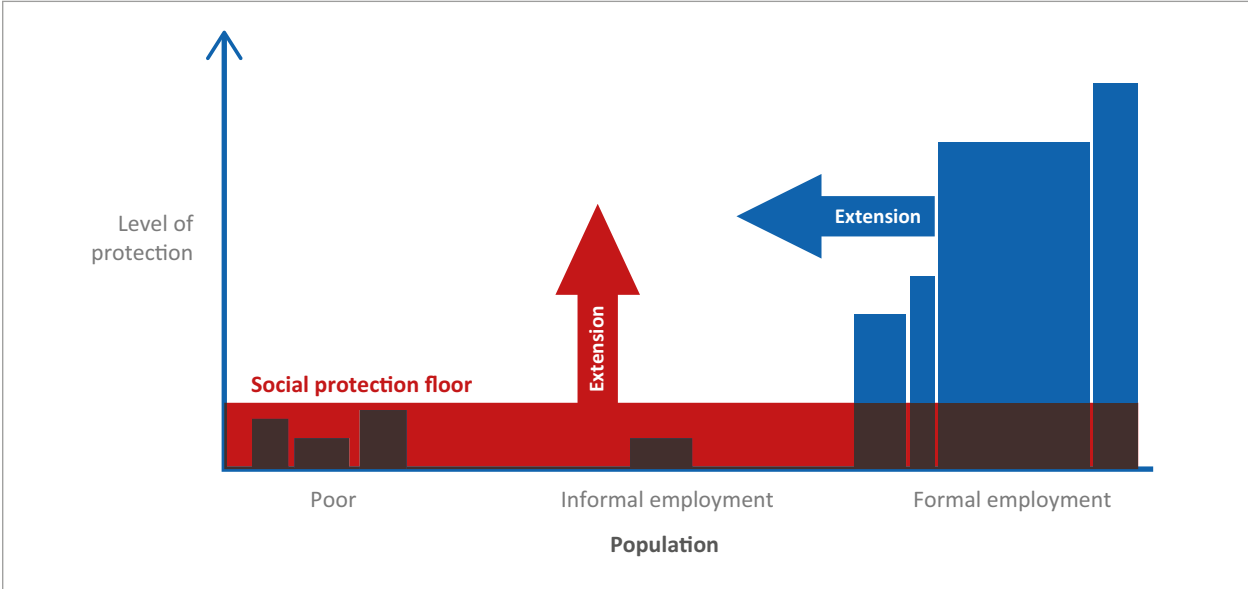 Level of
protection
Extension
Extension
Social protection floor
Poor
Informal employment
Formal employment
Population